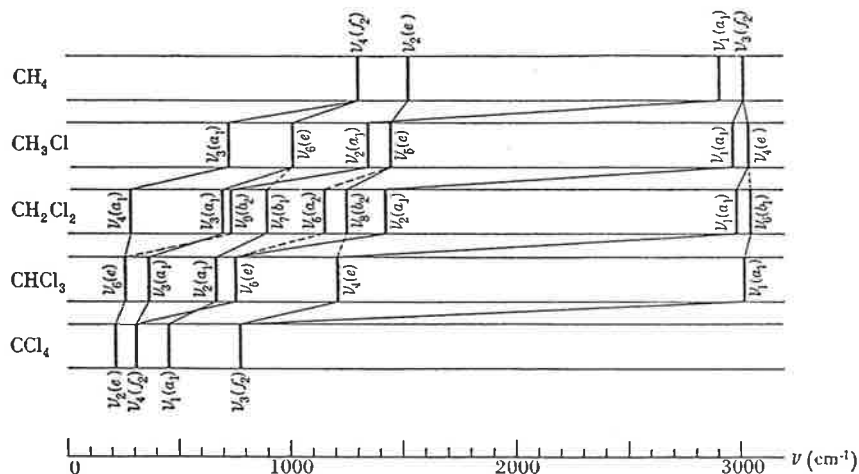 ν₄(f₂) ν₂(e) ν₁(a₁) ν₃(f₂)
CH₄
CH₃Cl ν₃(a₁) ν₆(e) ν₂(a₁) ν₅(e) ν₁(a₁) ν₄(e)
CH₂Cl₂ ν₄(a₁) ν₃(a₁) ν₉(b₂) ν₇(b₁) ν₅(a₂) ν₈(b₂) ν₂(a₁) ν₁(a₁) ν₆(b₁)
CHCl₃ ν₆(e) ν₃(a₁) ν₂(a₁) ν₅(e) ν₄(e) ν₁(a₁)
CCl₄
ν₂(e) ν₄(f₂) ν₁(a₁) ν₃(f₂)
0 1000 2000 3000 ν (cm⁻¹)